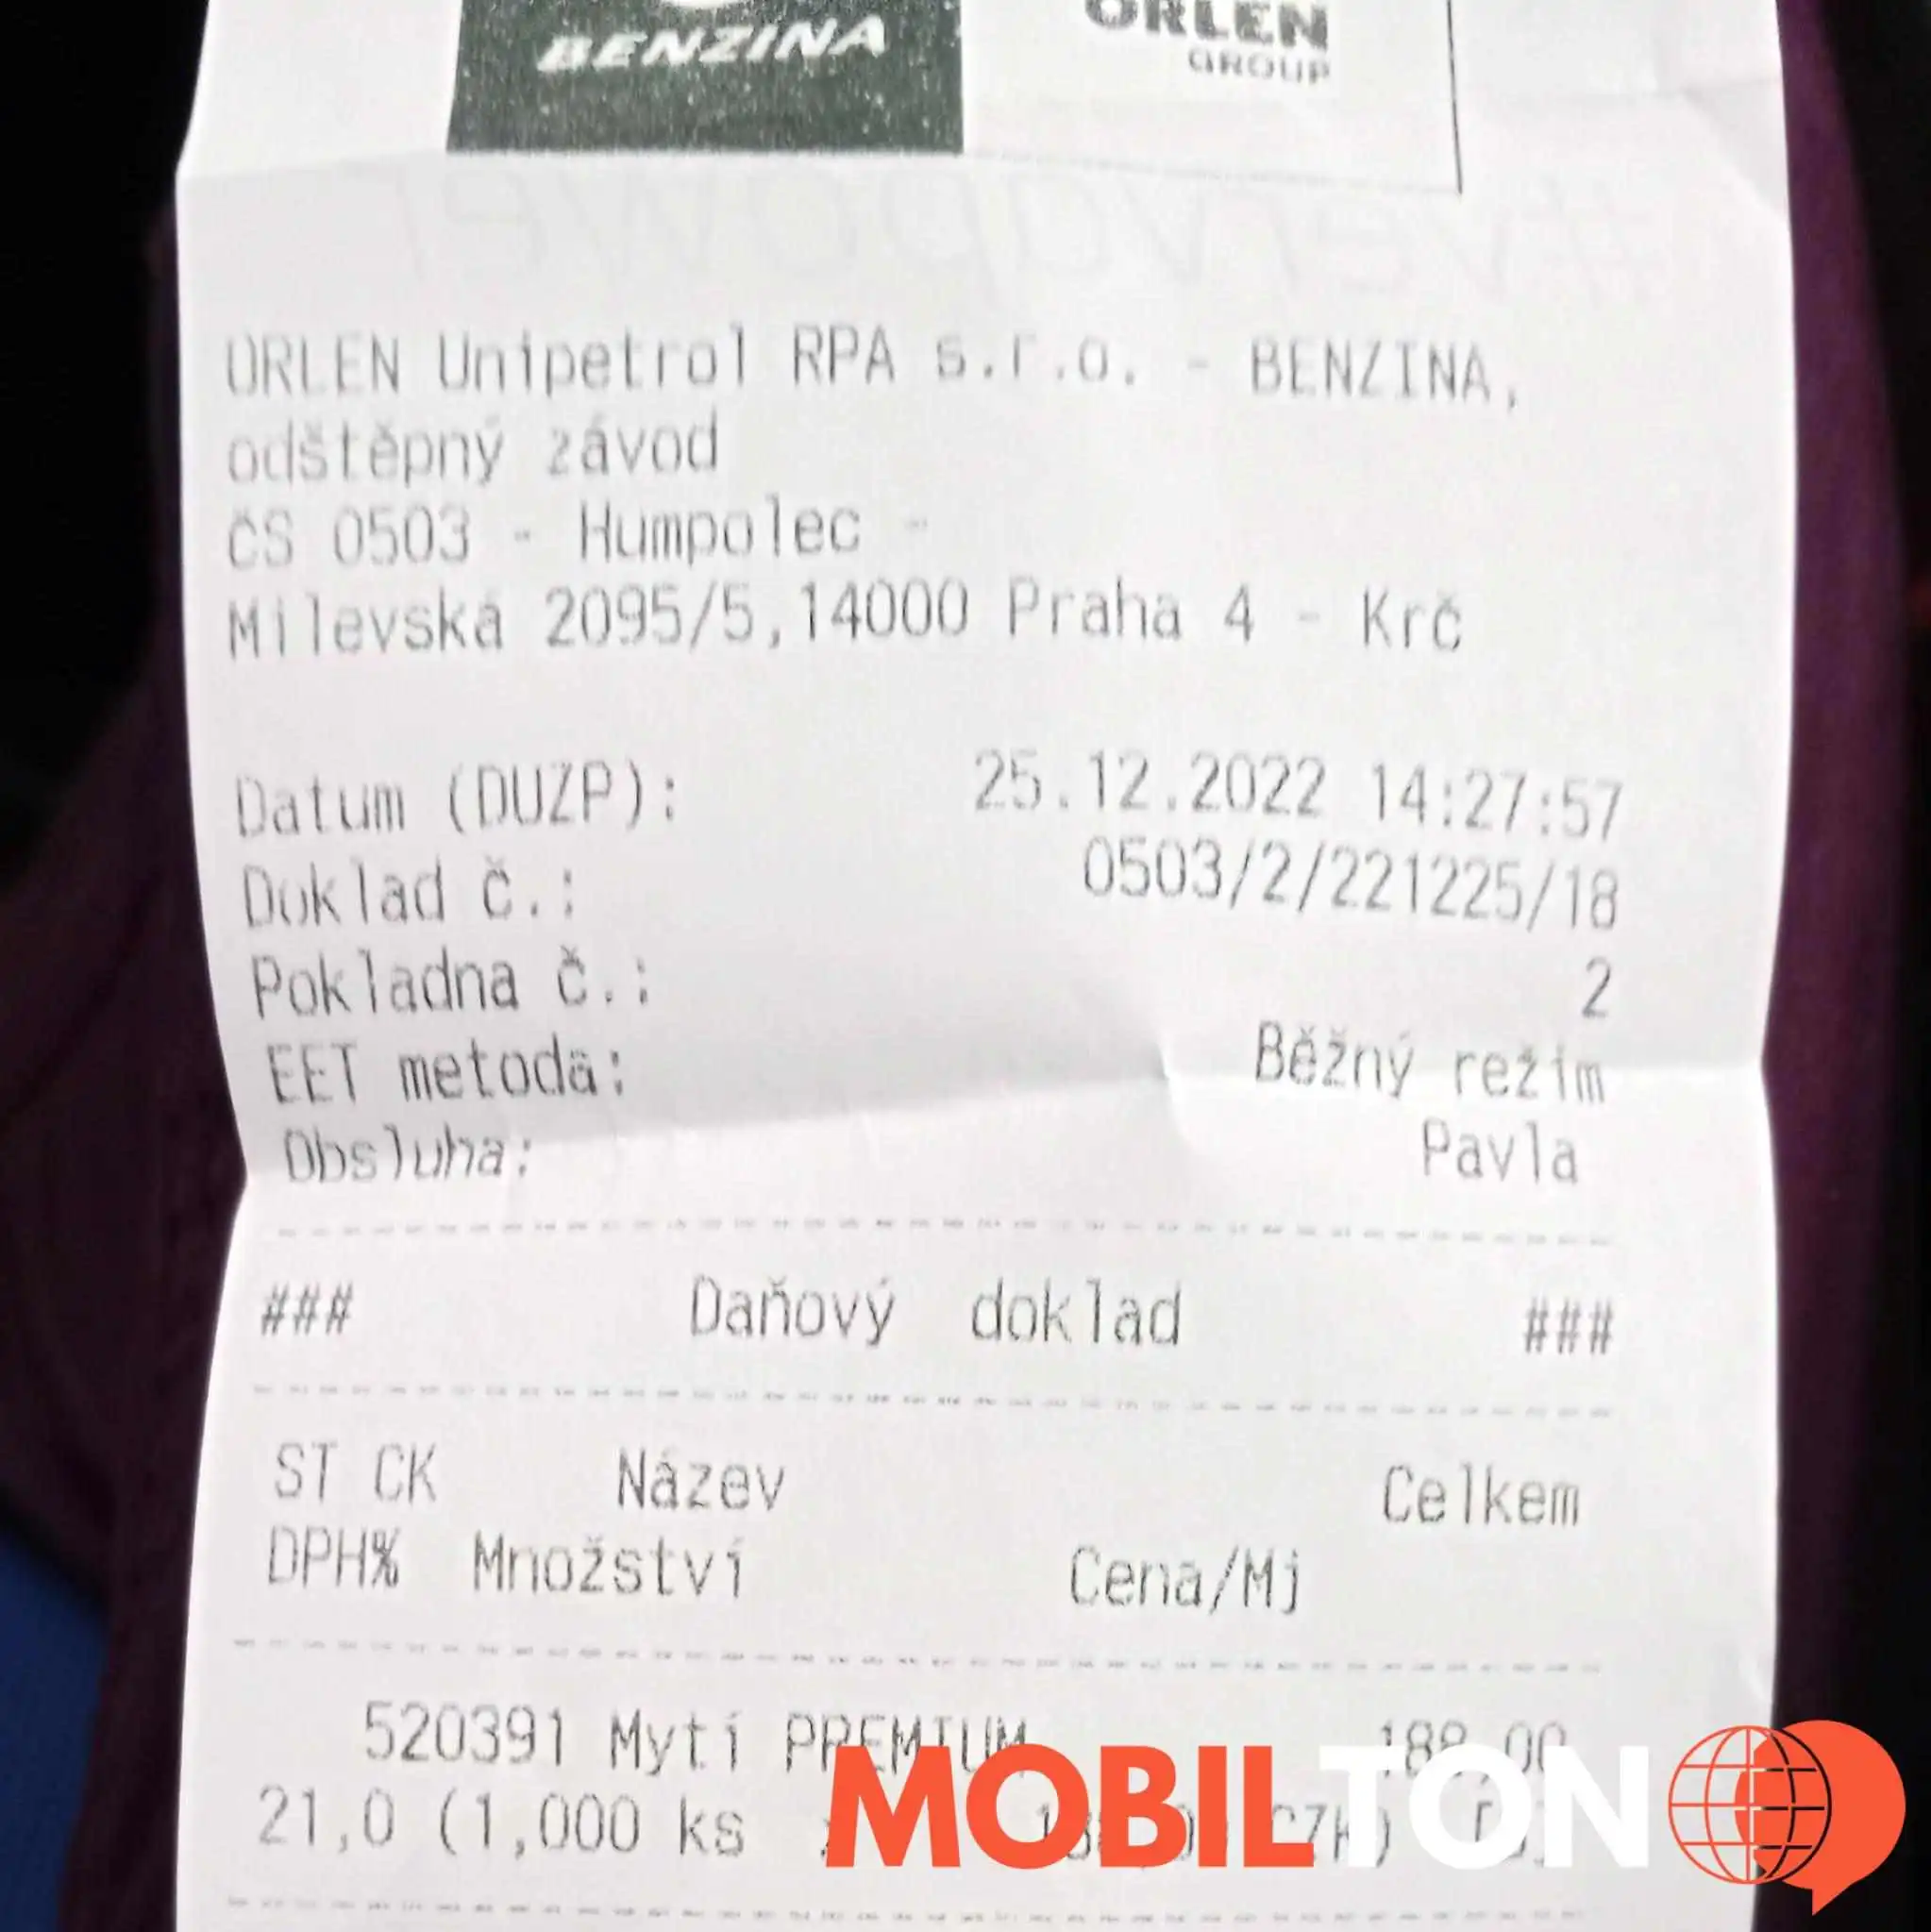 BENZINA
ORLEN
GROUP
ORLEN Unipetrol RPA s.r.o. - BENZINA,
odštěpný závod
ČS 0503 - Humpolec -
Milevská 2095/5,14000 Praha 4 - Krč
Datum (DUZP): 25.12.2022 14:27:57
Doklad č.: 0503/2/221225/18
Pokladna č.: 2
EET metoda: Běžný režim
Obsluha: Pavla
### Daňový doklad ###
ST CK Název Celkem
DPH% Množství Cena/Mj
520391 Mytí PREMIUM 188,00
21,0 (1,000 ks
MOBILTON